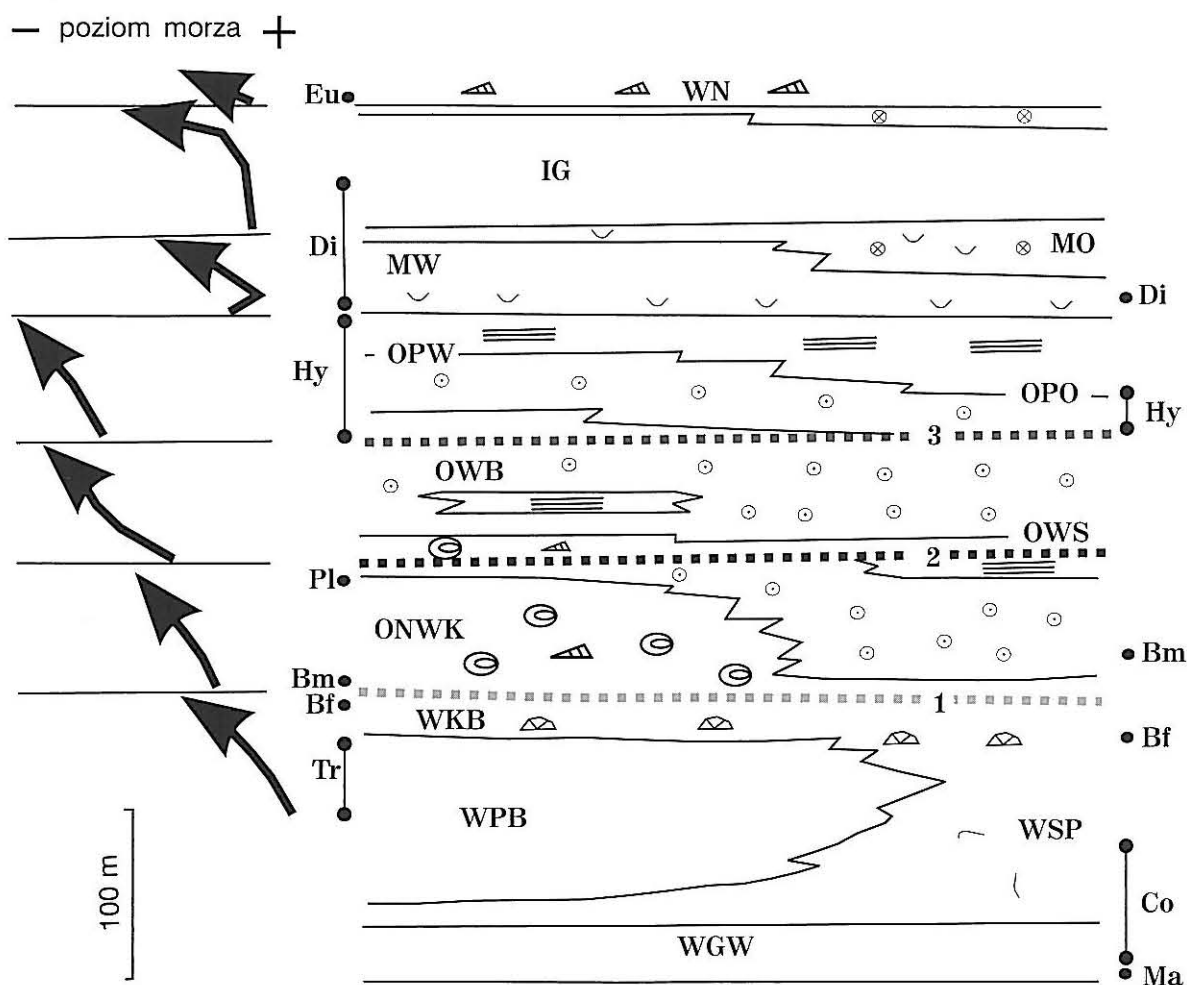 − poziom morza +
Eu WN
IG
Di MW MO
Di
OPW
Hy OPO
Hy
3
OWB
OWS
2
Pl
ONWK
Bm Bm
Bf 1
WKB
Bf
Tr
WPB WSP
100 m
Co
WGW
Ma